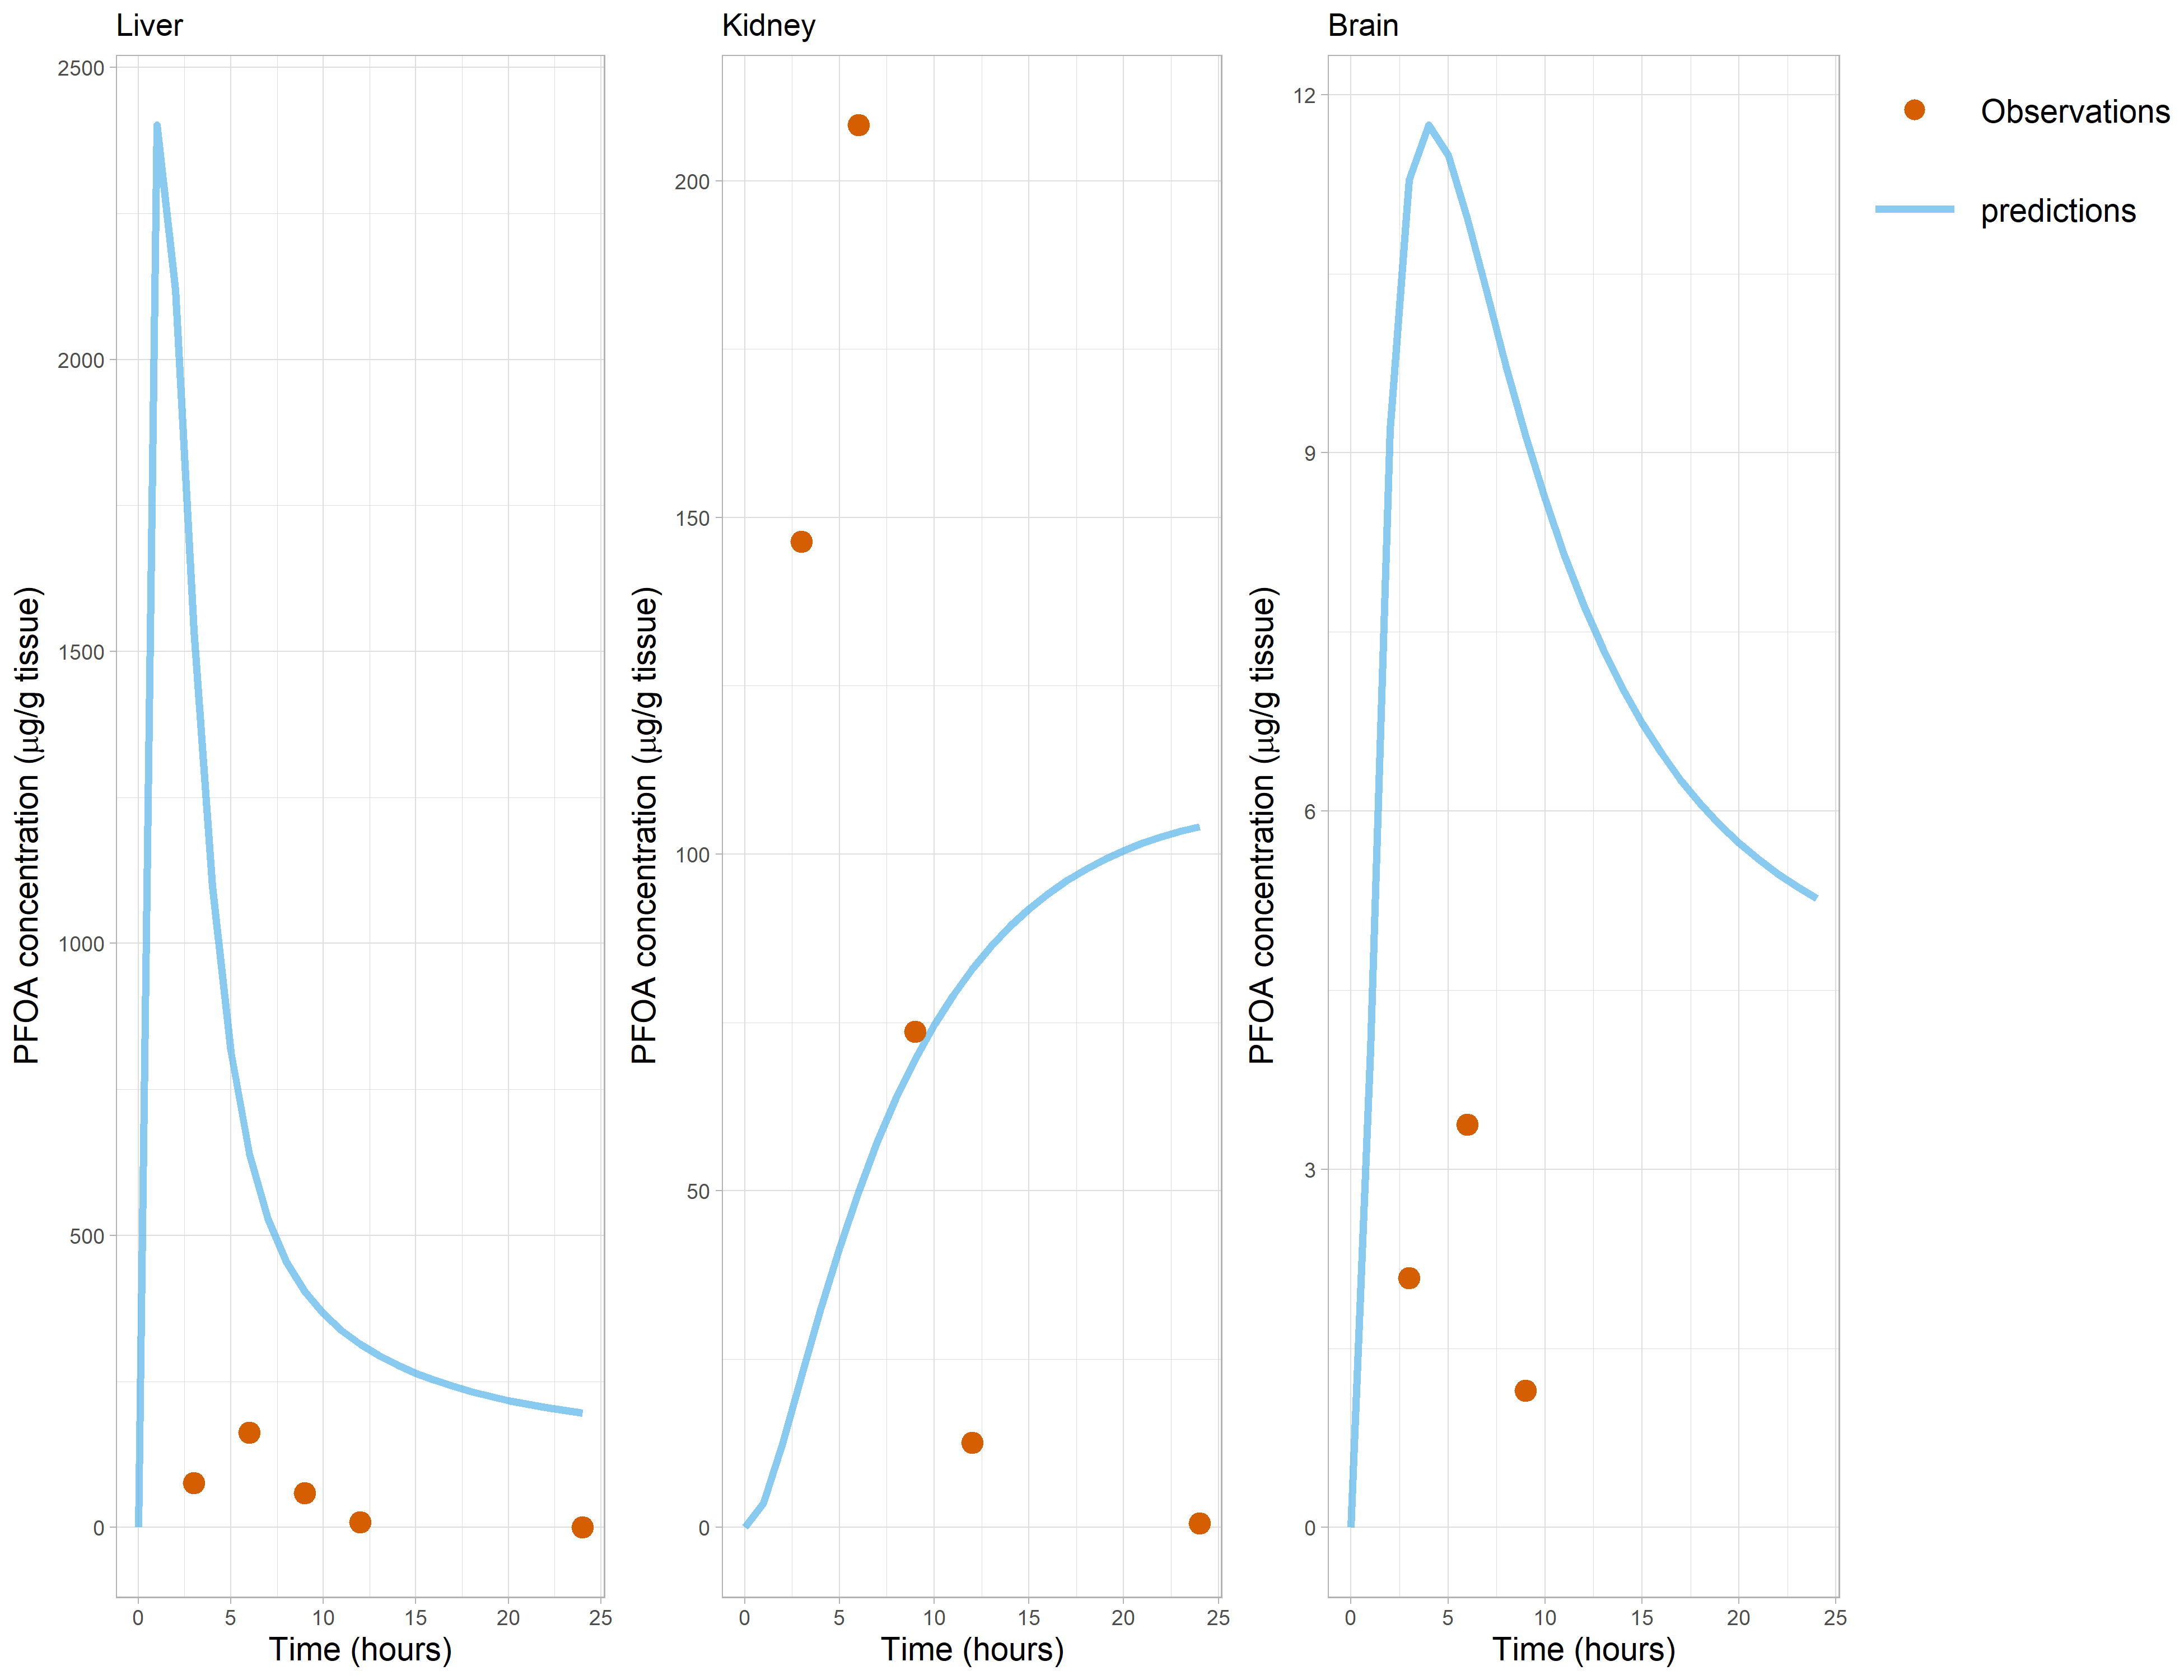 Liver
2500
2000
1500
1000
500
0
0 5 10 15 20 25
Time (hours)
PFOA concentration (μg/g tissue)
Kidney
200
150
100
50
0
0 5 10 15 20 25
Time (hours)
PFOA concentration (μg/g tissue)
Brain
12
9
6
3
0
0 5 10 15 20 25
Time (hours)
PFOA concentration (μg/g tissue)
Observations
predictions